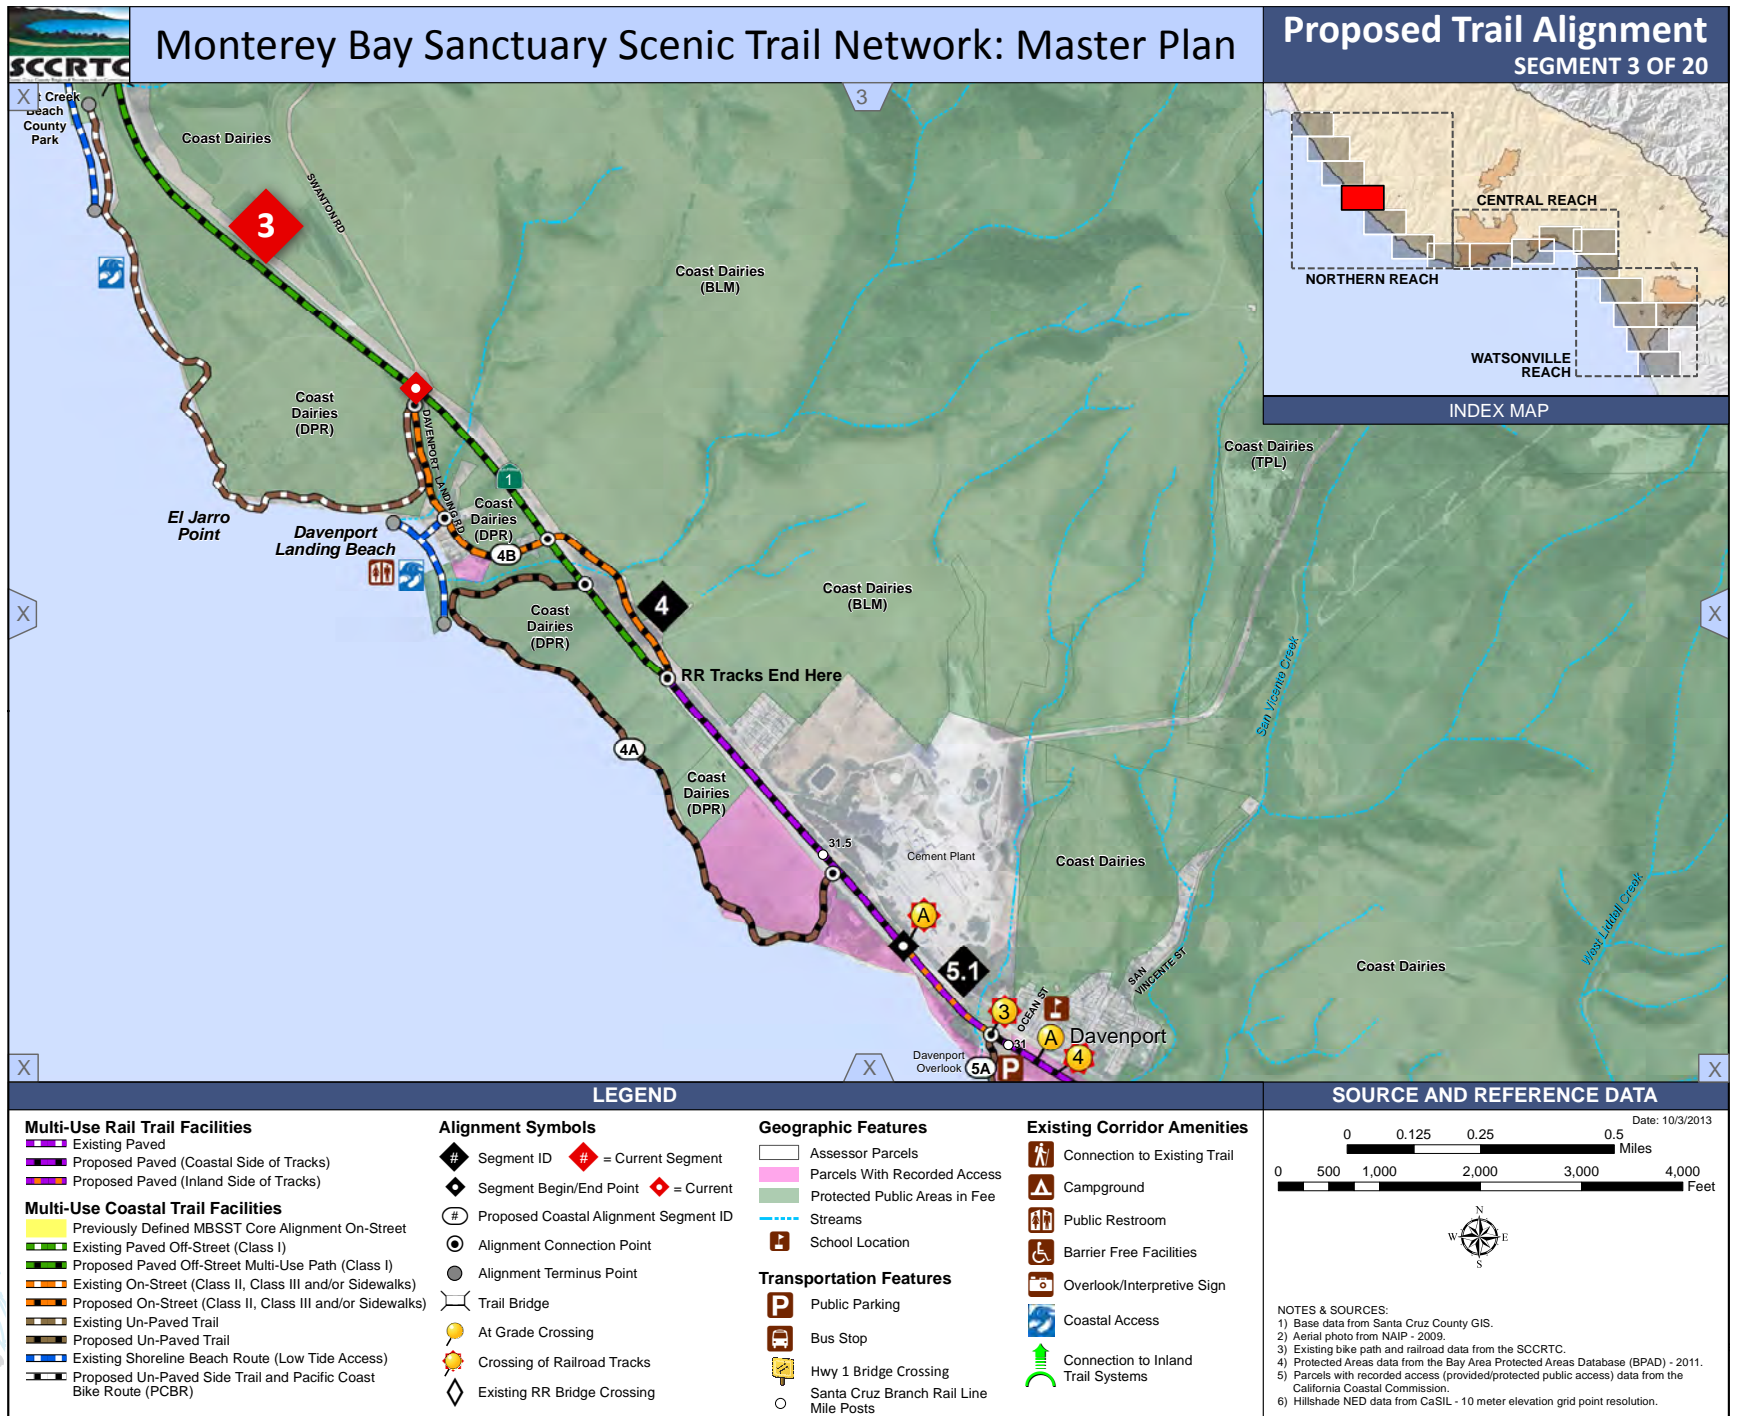 SCCRTC
Monterey Bay Sanctuary Scenic Trail Network: Master Plan
Proposed Trail Alignment
SEGMENT 3 OF 20
X
3
Creek
Beach
County
Park
Coast Dairies
SWANTON RD
3
Coast Dairies
(BLM)
CENTRAL REACH
NORTHERN REACH
WATSONVILLE
REACH
INDEX MAP
Coast
Dairies
(DPR)
DAVENPORT LANDING RD
1
Coast Dairies
(TPL)
Coast
Dairies
(DPR)
El Jarro
Point
Davenport
Landing Beach
4B
4
Coast Dairies
(BLM)
Coast
Dairies
(DPR)
X
X
RR Tracks End Here
San Vicente Creek
4A
Coast
Dairies
(DPR)
31.5
Cement Plant
Coast Dairies
A
West Liddell Creek
5.1
SAN
VINCENTE ST
Coast Dairies
3
OCEAN ST
31
A
Davenport
4
Davenport
Overlook
5A
P
X
X
X
LEGEND
Multi-Use Rail Trail Facilities
Existing Paved
Proposed Paved (Coastal Side of Tracks)
Proposed Paved (Inland Side of Tracks)
Multi-Use Coastal Trail Facilities
Previously Defined MBSST Core Alignment On-Street
Existing Paved Off-Street (Class I)
Proposed Paved Off-Street Multi-Use Path (Class I)
Existing On-Street (Class II, Class III and/or Sidewalks)
Proposed On-Street (Class II, Class III and/or Sidewalks)
Existing Un-Paved Trail
Proposed Un-Paved Trail
Existing Shoreline Beach Route (Low Tide Access)
Proposed Un-Paved Side Trail and Pacific Coast
Bike Route (PCBR)
Alignment Symbols
# Segment ID # = Current Segment
Segment Begin/End Point = Current
# Proposed Coastal Alignment Segment ID
Alignment Connection Point
Alignment Terminus Point
Trail Bridge
At Grade Crossing
Crossing of Railroad Tracks
Existing RR Bridge Crossing
Geographic Features
Assessor Parcels
Parcels With Recorded Access
Protected Public Areas in Fee
Streams
School Location
Transportation Features
P Public Parking
Bus Stop
Hwy 1 Bridge Crossing
Santa Cruz Branch Rail Line
Mile Posts
Existing Corridor Amenities
Connection to Existing Trail
Campground
Public Restroom
Barrier Free Facilities
Overlook/Interpretive Sign
Coastal Access
Connection to Inland
Trail Systems
SOURCE AND REFERENCE DATA
Date: 10/3/2013
0 0.125 0.25 0.5
Miles
0 500 1,000 2,000 3,000 4,000
Feet
N
W E
S
NOTES & SOURCES:
1) Base data from Santa Cruz County GIS.
2) Aerial photo from NAIP - 2009.
3) Existing bike path and railroad data from the SCCRTC.
4) Protected Areas data from the Bay Area Protected Areas Database (BPAD) - 2011.
5) Parcels with recorded access (provided/protected public access) data from the
California Coastal Commission.
6) Hillshade NED data from CaSIL - 10 meter elevation grid point resolution.